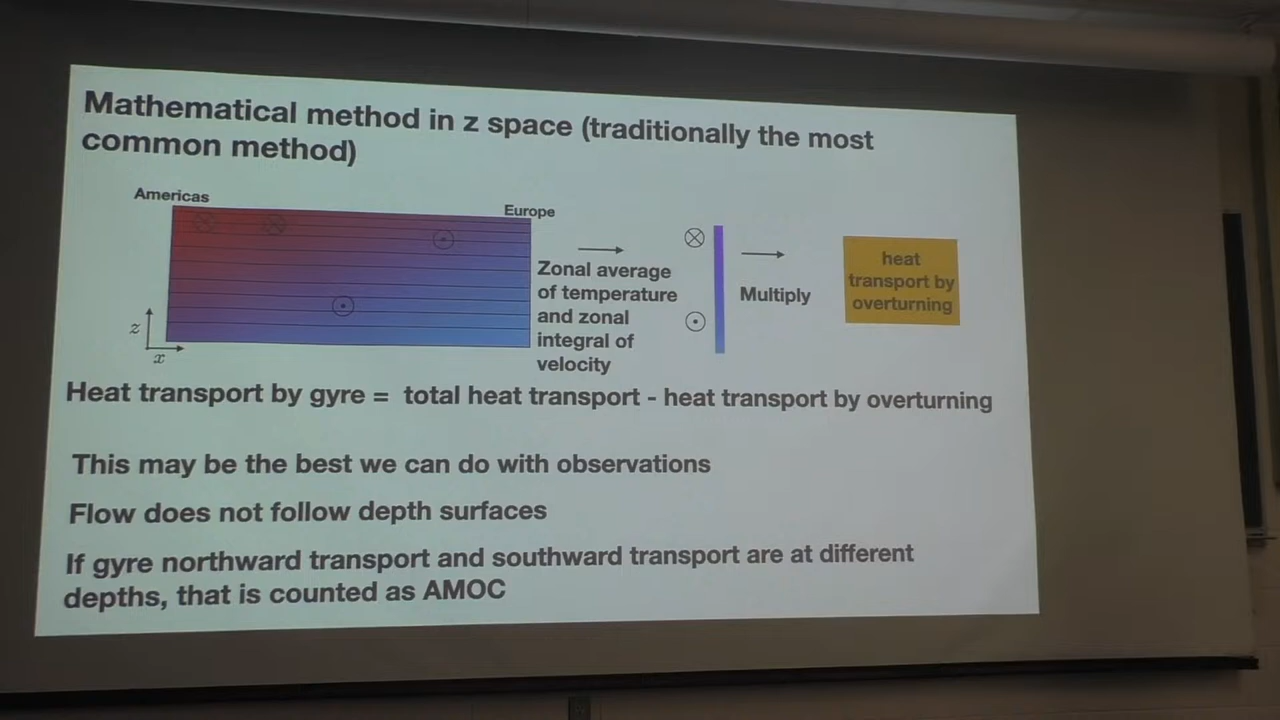 Mathematical method in z space (traditionally the most
common method)
Americas
Europe
z
x
Zonal average
of temperature
and zonal
integral of
velocity
Multiply
heat
transport by
overturning
Heat transport by gyre = total heat transport - heat transport by overturning
This may be the best we can do with observations
Flow does not follow depth surfaces
If gyre northward transport and southward transport are at different
depths, that is counted as AMOC